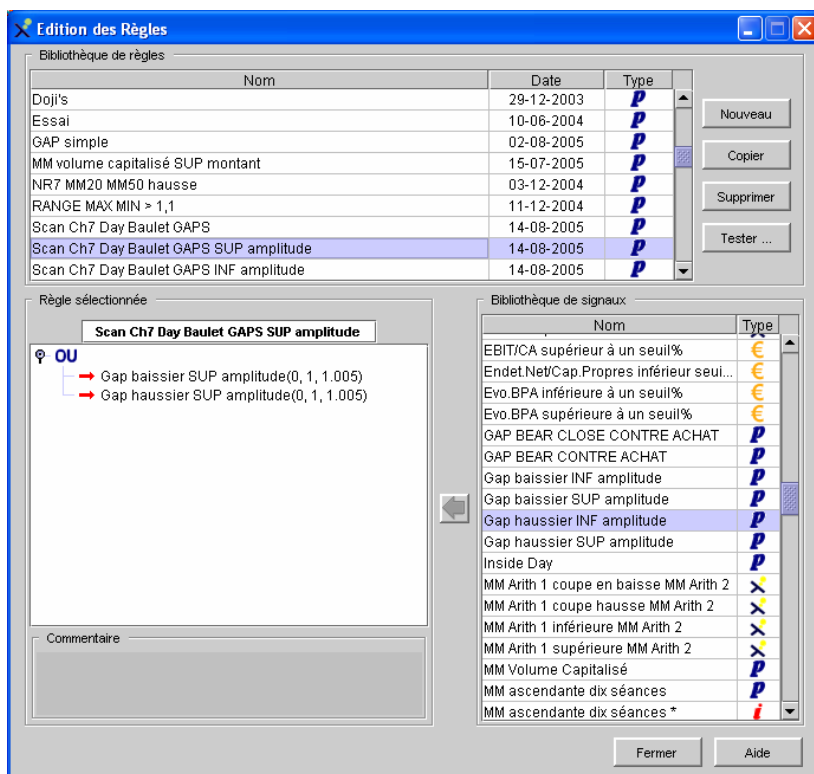 Edition des Règles
Bibliothèque de règles
Nom Date Type
Doji's 29-12-2003 P
Essai 10-06-2004 P
GAP simple 02-08-2005 P
MM volume capitalisé SUP montant 15-07-2005 P
NR7 MM20 MM50 hausse 03-12-2004 P
RANGE MAX MIN > 1,1 11-12-2004 P
Scan Ch7 Day Baulet GAPS 14-08-2005 P
Scan Ch7 Day Baulet GAPS SUP amplitude 14-08-2005 P
Scan Ch7 Day Baulet GAPS INF amplitude 14-08-2005 P
Nouveau
Copier
Supprimer
Tester ...
Règle sélectionnée
Scan Ch7 Day Baulet GAPS SUP amplitude
OU
Gap baissier SUP amplitude(0, 1, 1.005)
Gap haussier SUP amplitude(0, 1, 1.005)
Commentaire
Bibliothèque de signaux
Nom Type
EBIT/CA supérieur à un seuil% €
Endet.Net/Cap.Propres inférieur seui... €
Evo.BPA inférieure à un seuil% €
Evo.BPA supérieure à un seuil% €
GAP BEAR CLOSE CONTRE ACHAT P
GAP BEAR CONTRE ACHAT P
Gap baissier INF amplitude P
Gap baissier SUP amplitude P
Gap haussier INF amplitude P
Gap haussier SUP amplitude P
Inside Day P
MM Arith 1 coupe en baisse MM Arith 2
MM Arith 1 coupe hausse MM Arith 2
MM Arith 1 inférieure MM Arith 2
MM Arith 1 supérieure MM Arith 2
MM Volume Capitalisé P
MM ascendante dix séances P
MM ascendante dix séances * i
Fermer
Aide